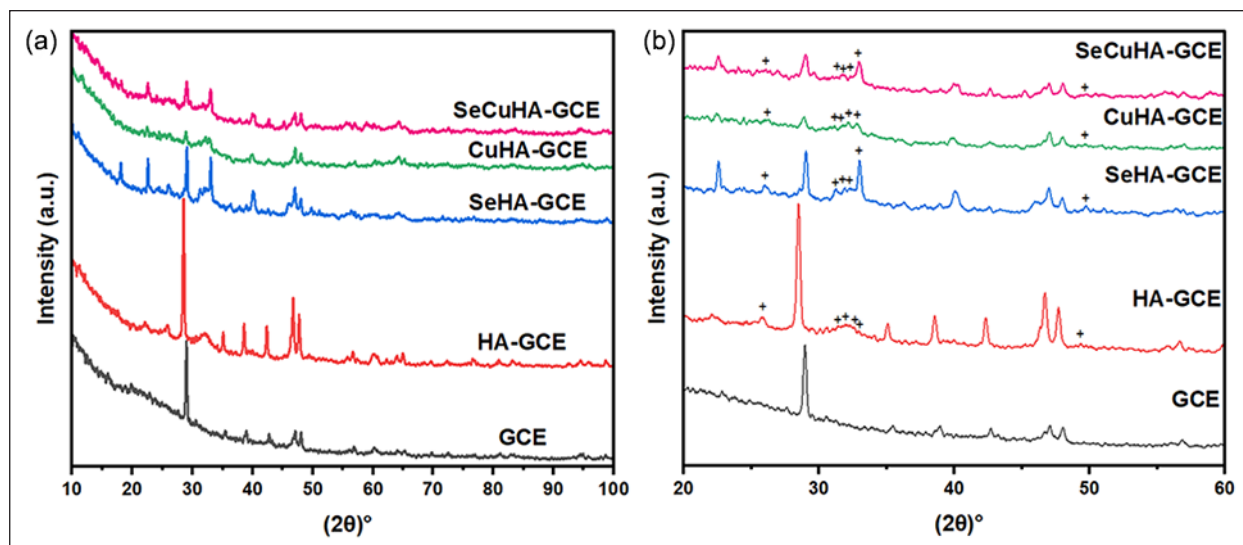 (a)
SeCuHA-GCE
CuHA-GCE
SeHA-GCE
HA-GCE
GCE
Intensity (a.u.)
10 20 30 40 50 60 70 80 90 100
(2θ)°
(b)
SeCuHA-GCE
+ + + + + +
CuHA-GCE
+ + + + + +
SeHA-GCE
+ + + + + +
HA-GCE
+ + + + + +
GCE
Intensity (a.u.)
20 30 40 50 60
(2θ)°